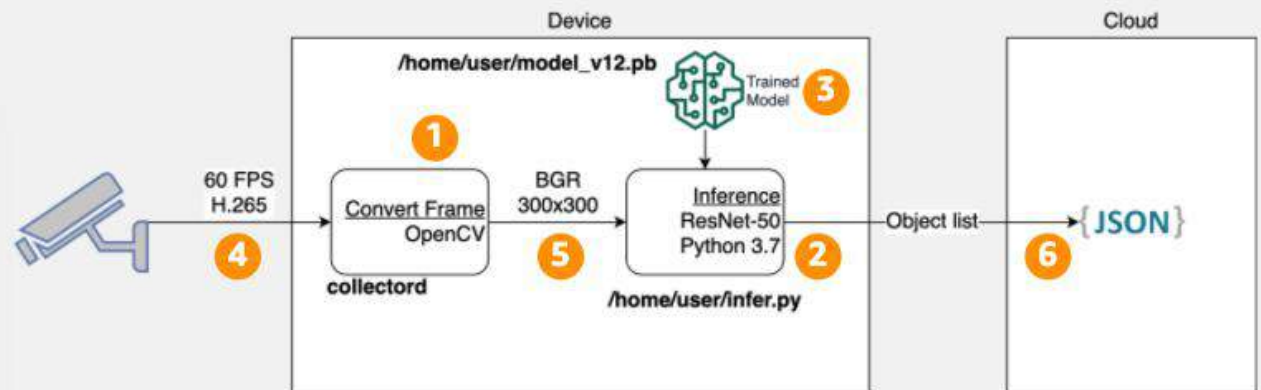 Device
Cloud
/home/user/model_v12.pb
Trained
Model
3
1
60 FPS
H.265
4
Convert Frame
OpenCV
collectord
BGR
300x300
5
Inference
ResNet-50
Python 3.7
2
/home/user/infer.py
Object list
6
{JSON}